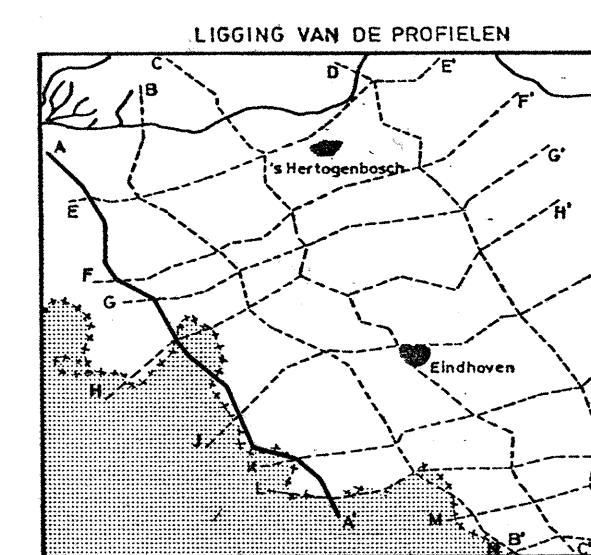 LIGGING VAN DE PROFIELEN
C
D
E'
B
F'
A
's Hertogenbosch
G'
E
H'
F
G
Eindhoven
H
J
L
A'
M
B'
N
C'